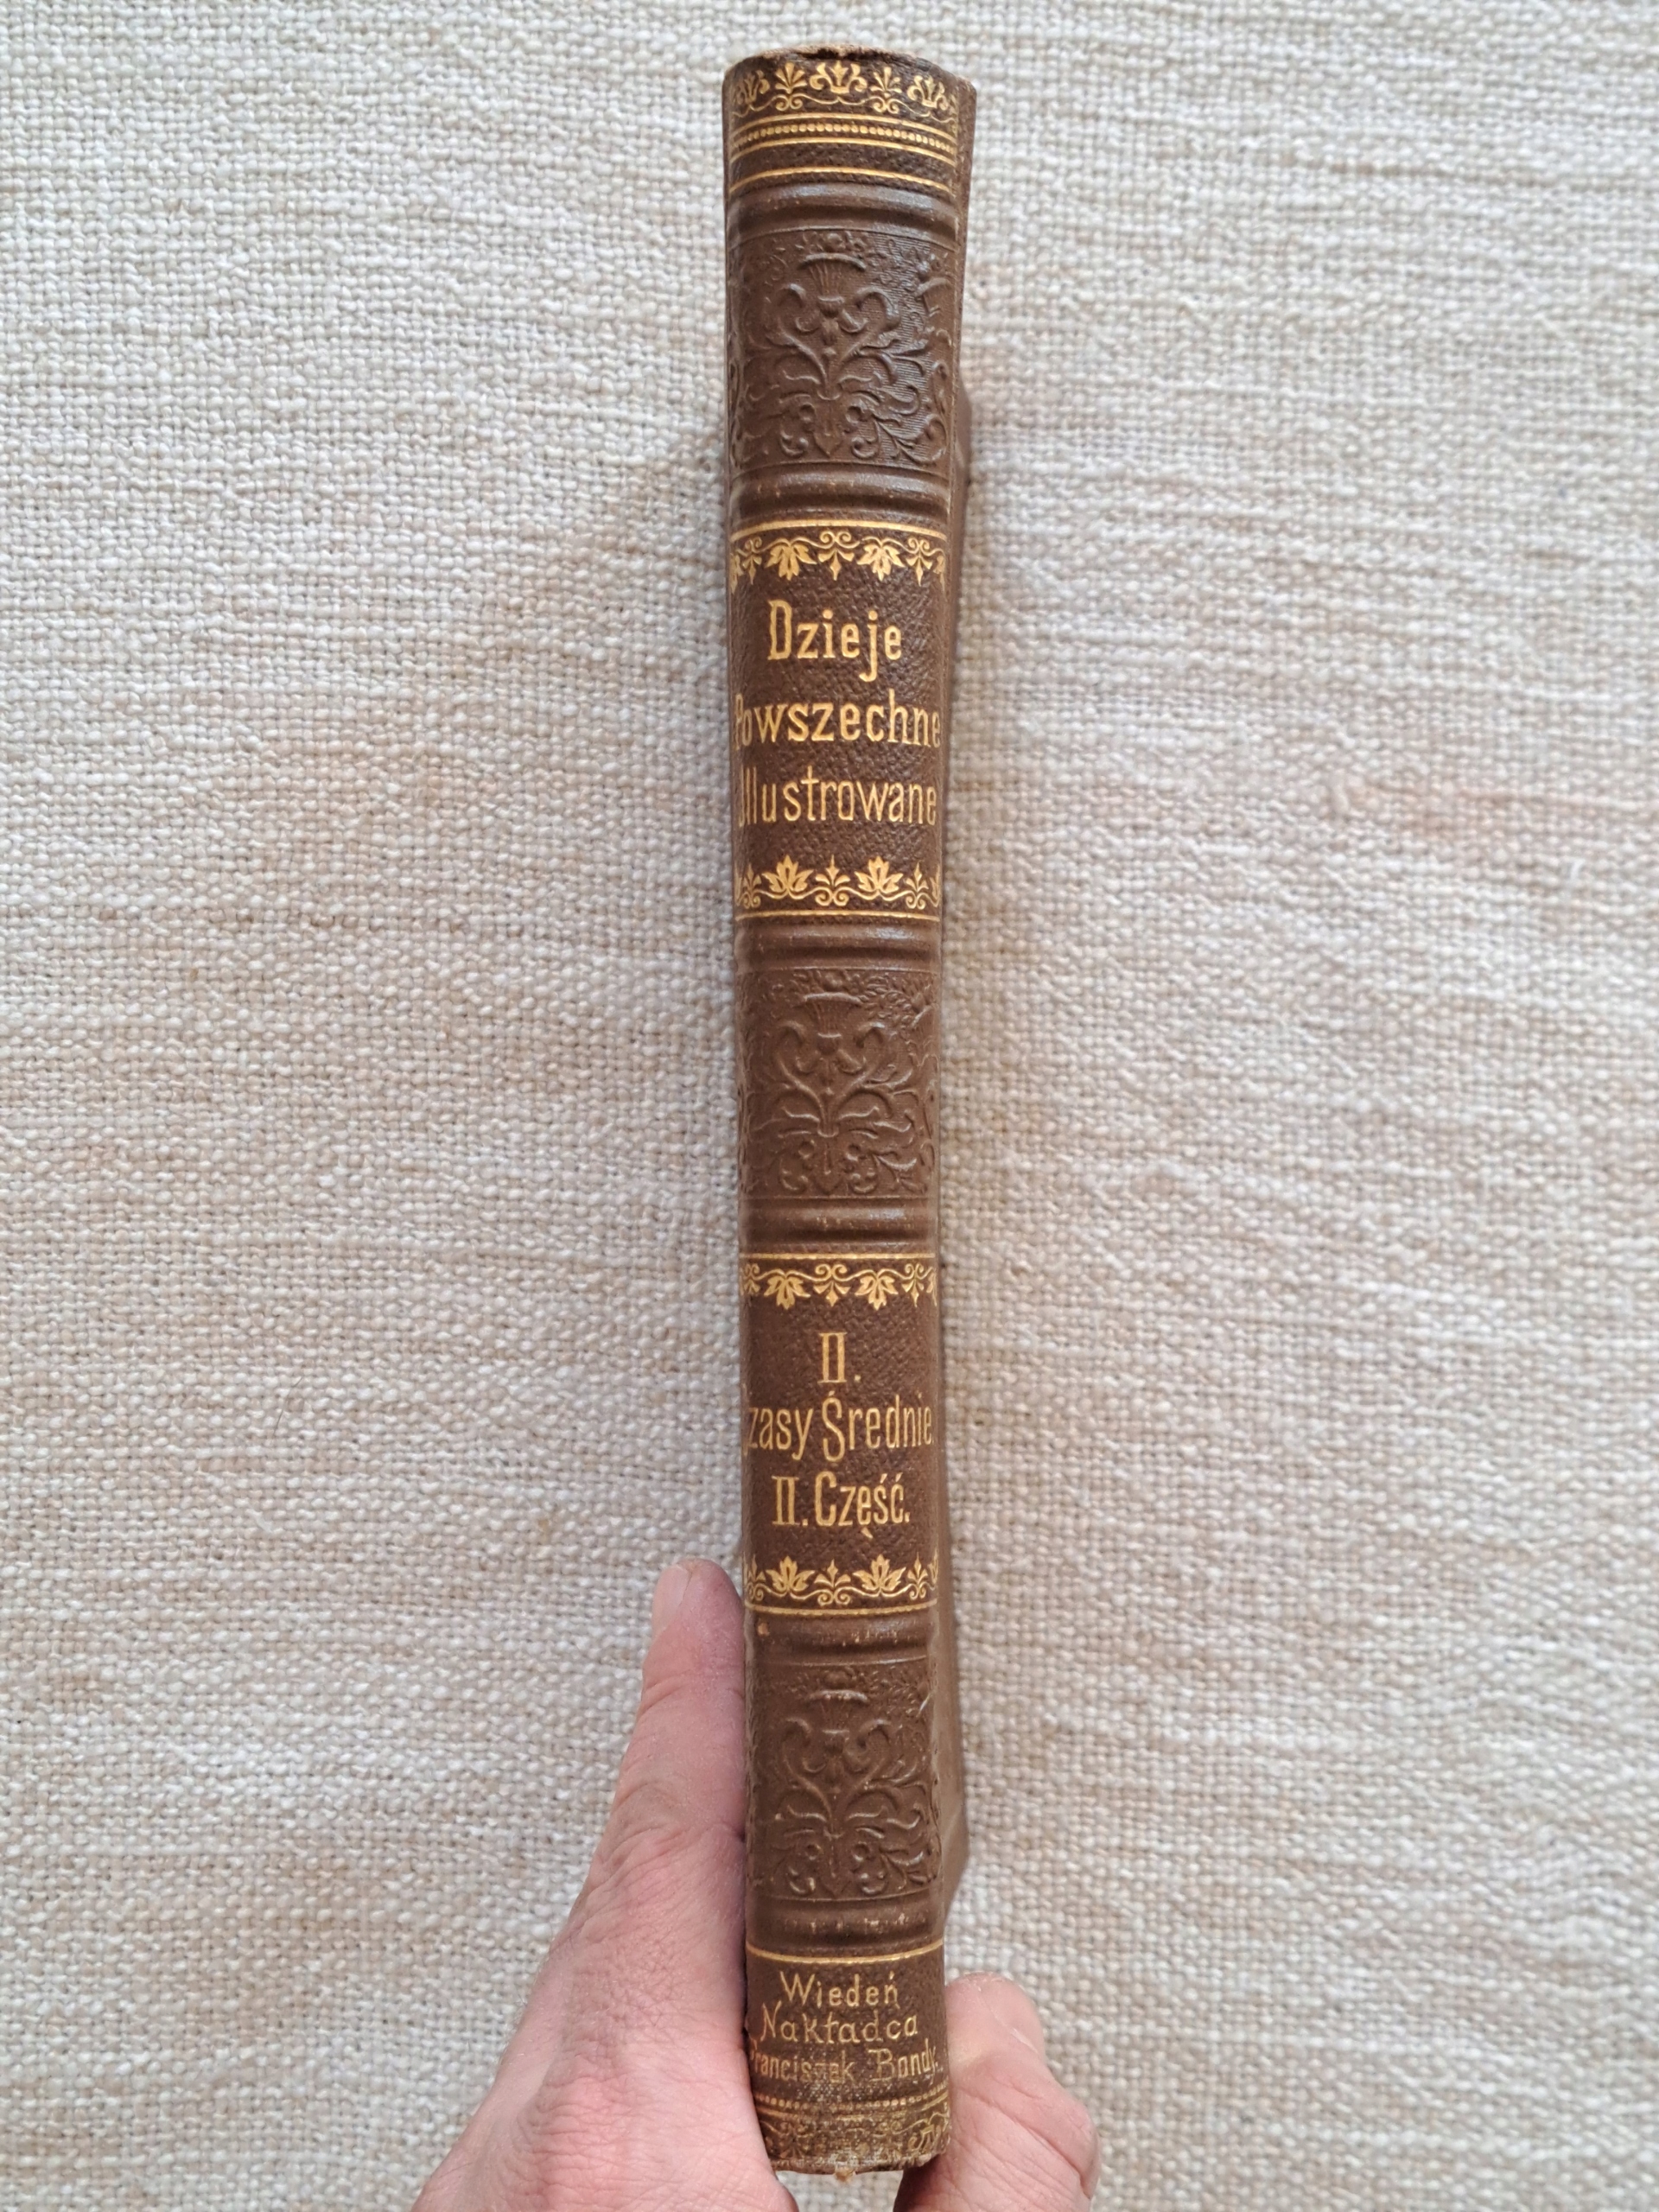 Dzieje
Powszechne
Illustrowane
II.
Czasy Średnie
II. Część.
Wiedeń
Nakładca
Franciszek Bondy.